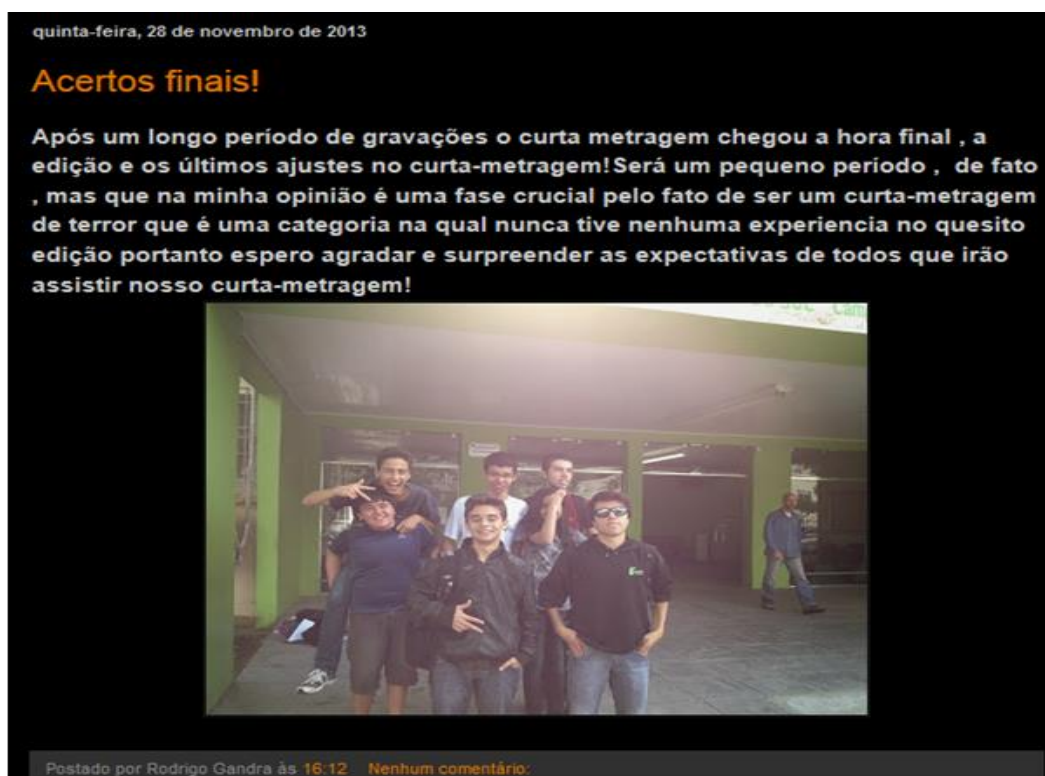 quinta-feira, 28 de novembro de 2013
Acertos finais!
Após um longo período de gravações o curta metragem chegou a hora final , a
edição e os últimos ajustes no curta-metragem!Será um pequeno período , de fato
, mas que na minha opinião é uma fase crucial pelo fato de ser um curta-metragem
de terror que é uma categoria na qual nunca tive nenhuma experiencia no quesito
edição portanto espero agradar e surpreender as expectativas de todos que irão
assistir nosso curta-metragem!
Postado por Rodrigo Gandra às 16:12 Nenhum comentário: